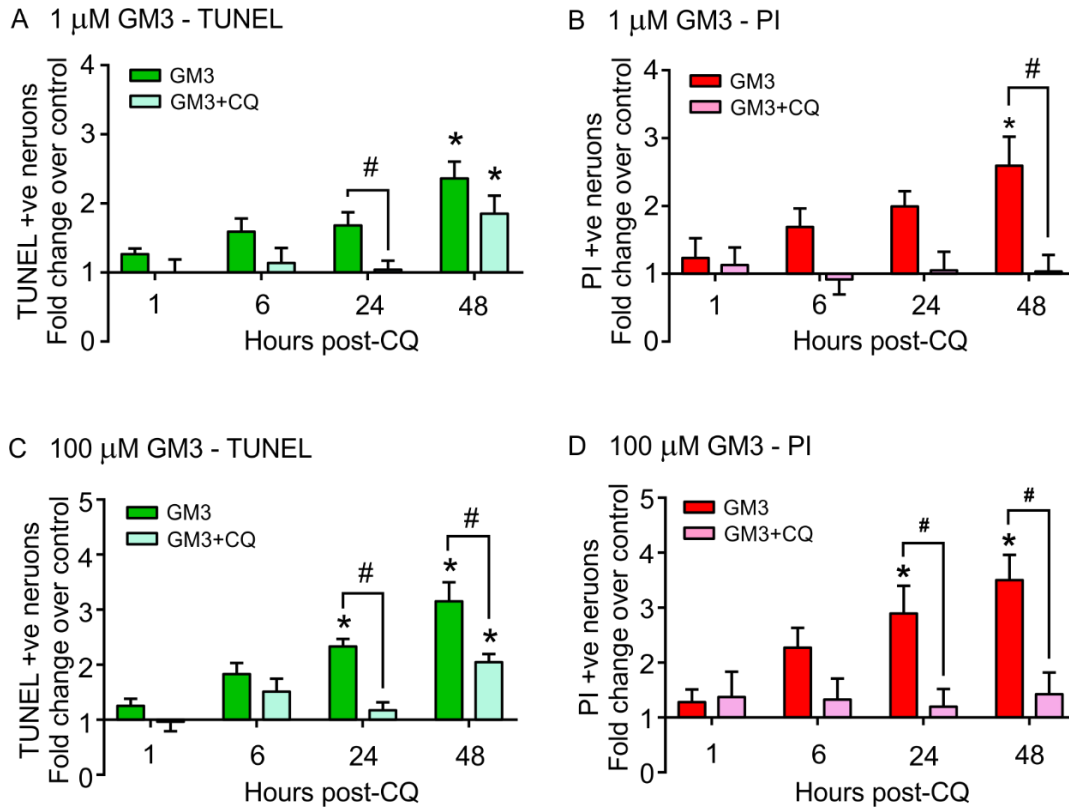 A 1 μM GM3 - TUNEL
TUNEL +ve neruons
Fold change over control
4
3
2
1
0
GM3
GM3+CQ
#
*
*
1 6 24 48
Hours post-CQ
B 1 μM GM3 - PI
PI +ve neruons
Fold change over control
4
3
2
1
0
GM3
GM3+CQ
#
*
1 6 24 48
Hours post-CQ
C 100 μM GM3 - TUNEL
TUNEL +ve neruons
Fold change over control
5
4
3
2
1
0
GM3
GM3+CQ
#
#
*
*
*
1 6 24 48
Hours post-CQ
D 100 μM GM3 - PI
PI +ve neruons
Fold change over control
5
4
3
2
1
0
GM3
GM3+CQ
#
#
*
*
1 6 24 48
Hours post-CQ